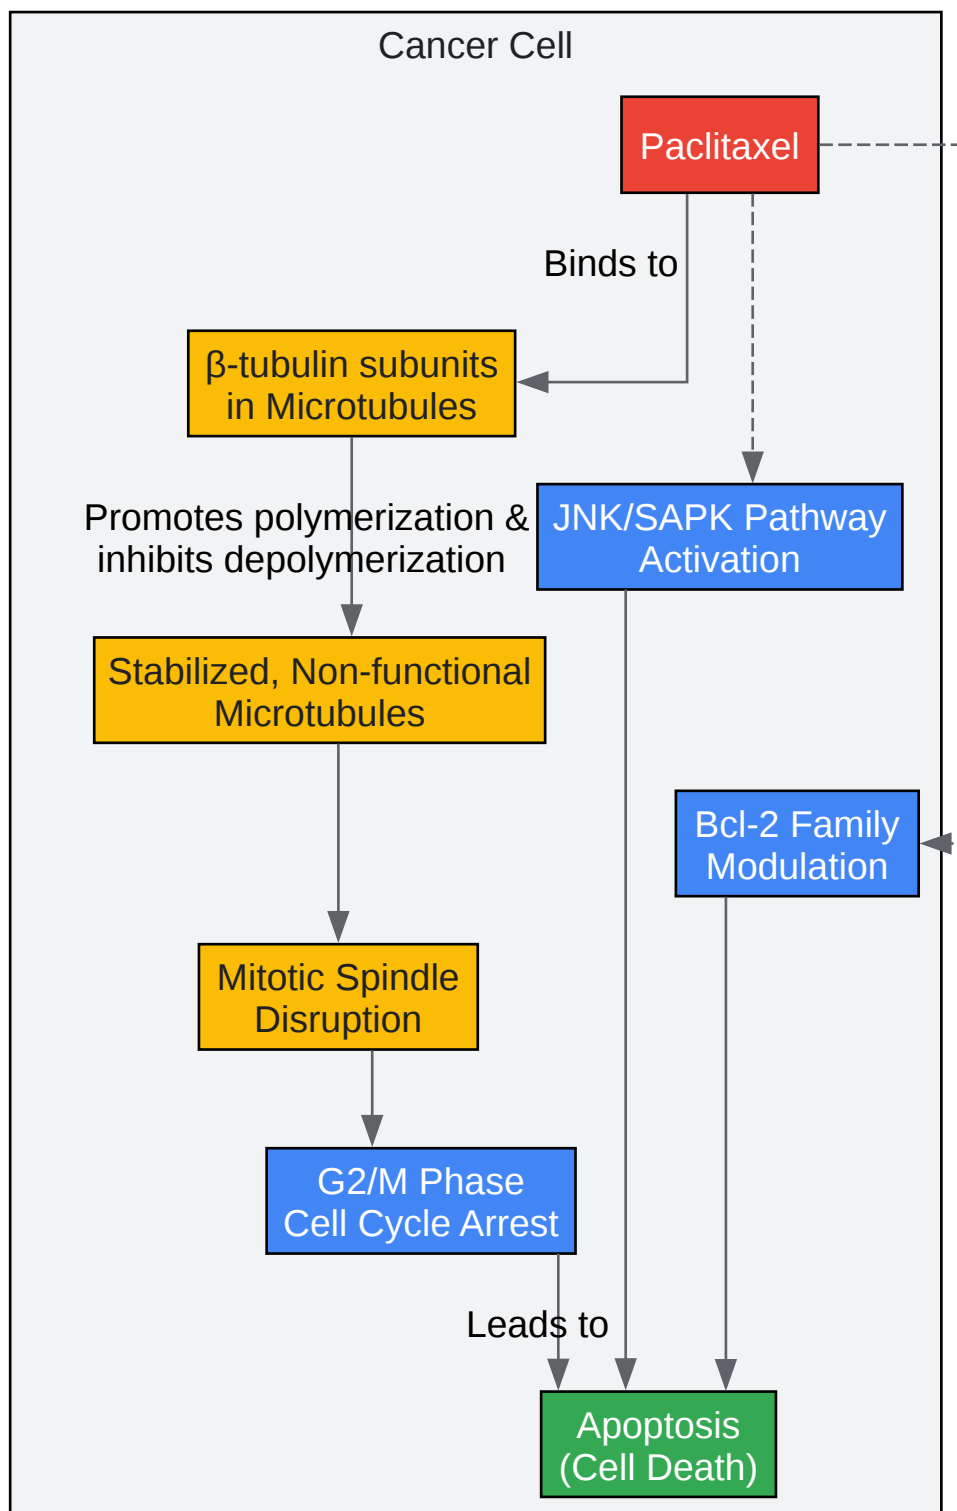 Cancer Cell
Paclitaxel
Binds to
β-tubulin subunits
in Microtubules
Promotes polymerization &
inhibits depolymerization
JNK/SAPK Pathway
Activation
Stabilized, Non-functional
Microtubules
Bcl-2 Family
Modulation
Mitotic Spindle
Disruption
G2/M Phase
Cell Cycle Arrest
Leads to
Apoptosis
(Cell Death)